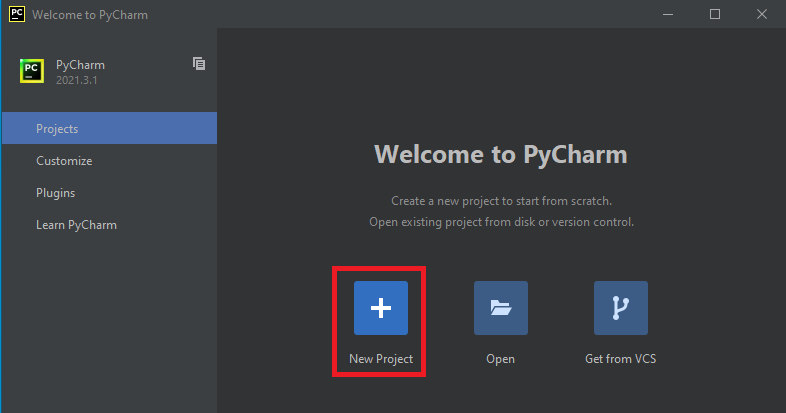 PC
Welcome to PyCharm
PC
PyCharm
2021.3.1
Projects
Customize
Plugins
Learn PyCharm
Welcome to PyCharm
Create a new project to start from scratch.
Open existing project from disk or version control.
New Project
Open
Get from VCS